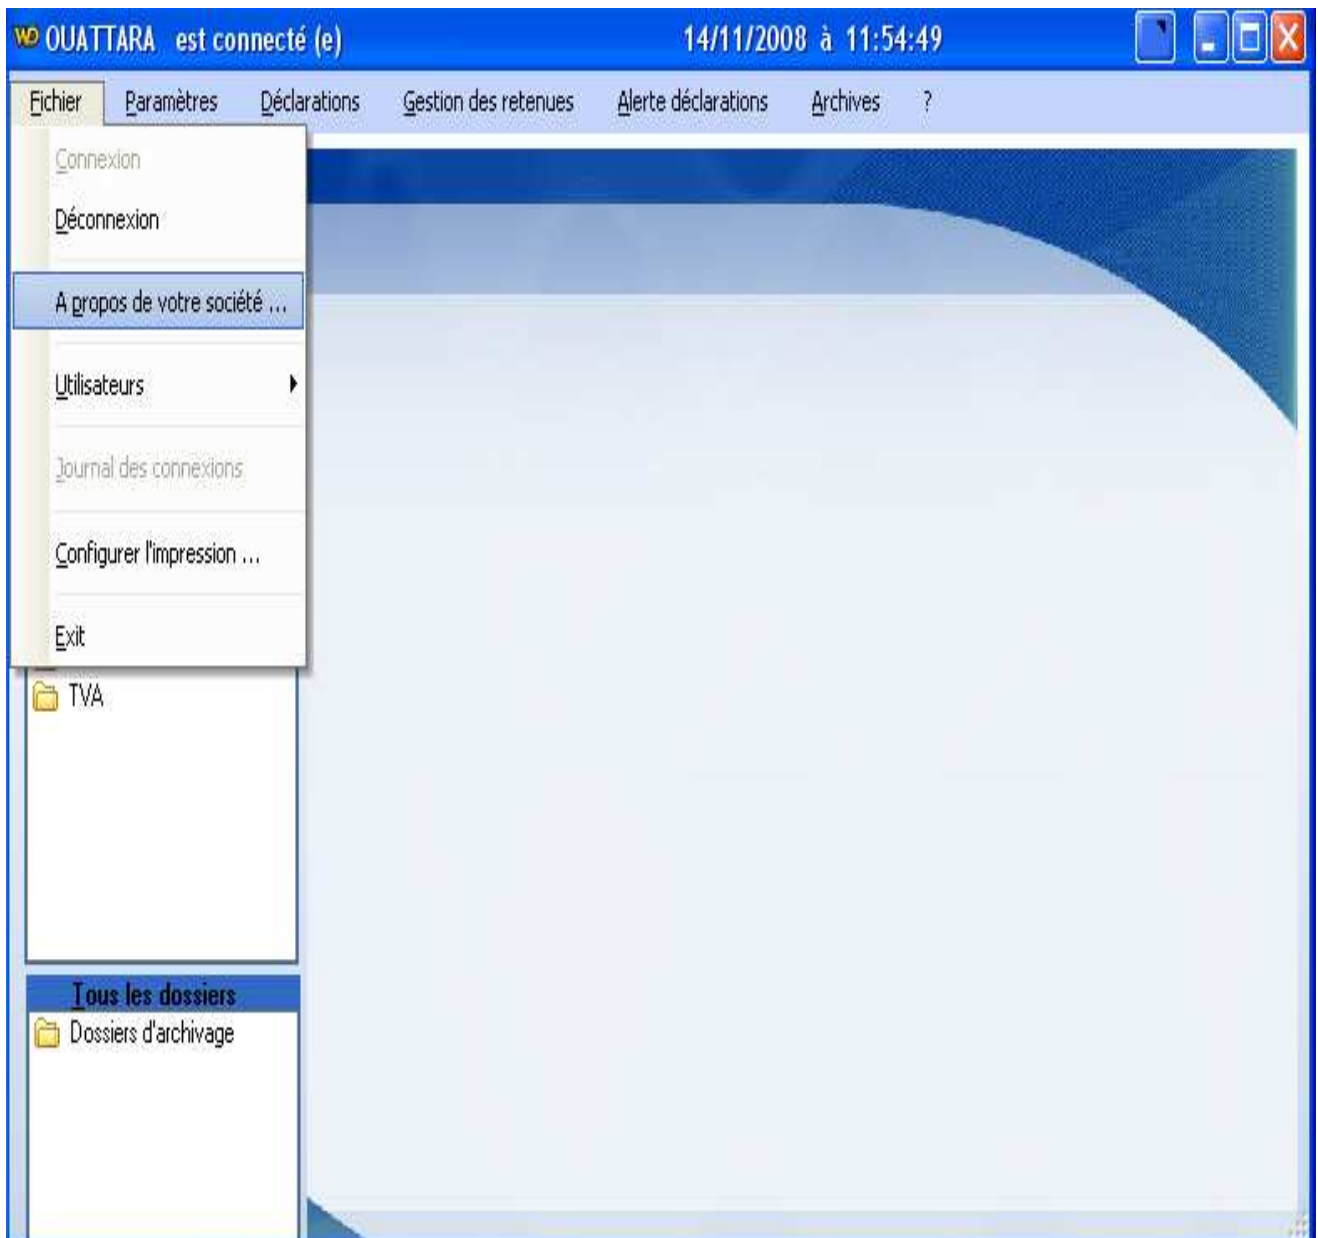 WD OUATTARA est connecté (e) 14/11/2008 à 11:54:49
Fichier Paramètres Déclarations Gestion des retenues Alerte déclarations Archives ?
Connexion
Déconnexion
A propos de votre société ...
Utilisateurs
Journal des connexions
Configurer l'impression ...
Exit
TVA
Tous les dossiers
Dossiers d'archivage